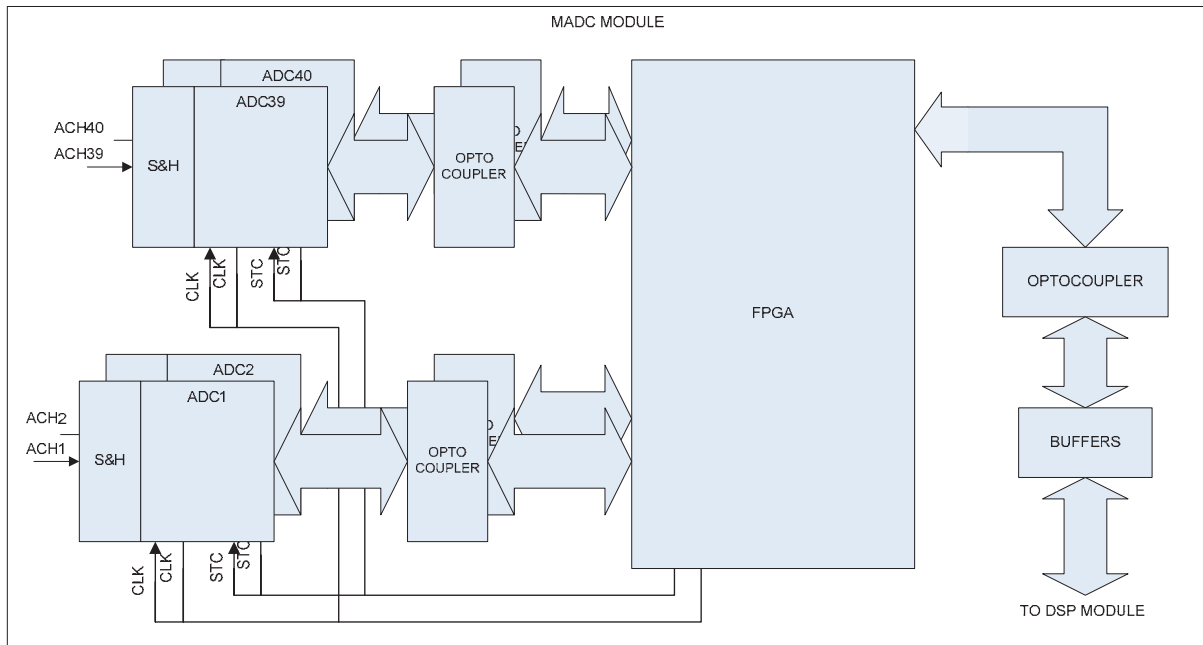 MADC MODULE
ADC40
ADC39
ACH40
ACH39
S&H
OPTO
COUPLER
CLK
CLK
STC
STC
FPGA
OPTOCOUPLER
ADC2
ADC1
ACH2
ACH1
S&H
OPTO
COUPLER
BUFFERS
CLK
CLK
STC
STC
TO DSP MODULE